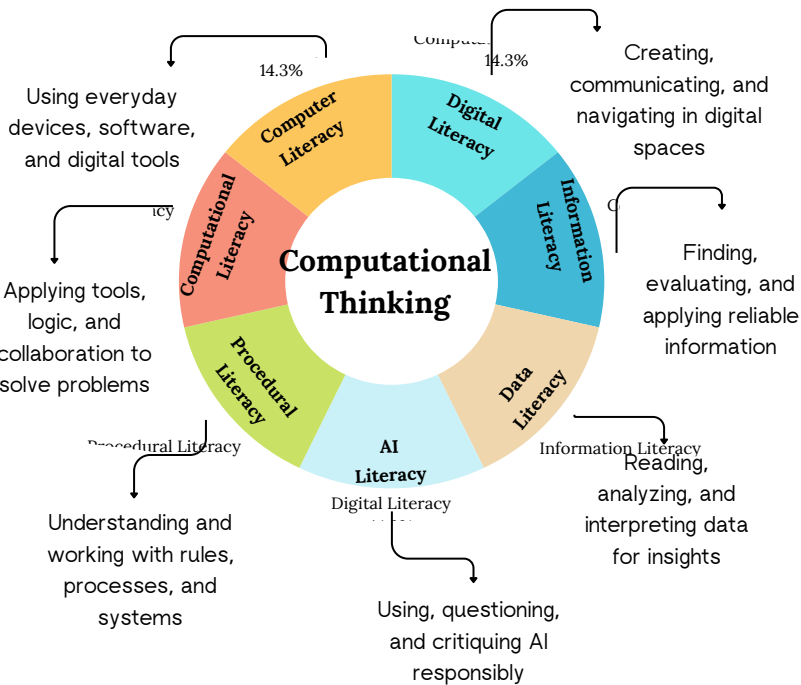 14.3%
14.3%
Using everyday
devices, software,
and digital tools
Creating,
communicating, and
navigating in digital
spaces
Computer
Literacy
Digital
Literacy
Information
Literacy
Data
Literacy
AI
Literacy
Procedural
Literacy
Computational
Literacy
Computational
Thinking
Applying tools,
logic, and
collaboration to
solve problems
Finding,
evaluating, and
applying reliable
information
Procedural Literacy
Information Literacy
Digital Literacy
Reading,
analyzing, and
interpreting data
for insights
Understanding and
working with rules,
processes, and
systems
Using, questioning,
and critiquing AI
responsibly